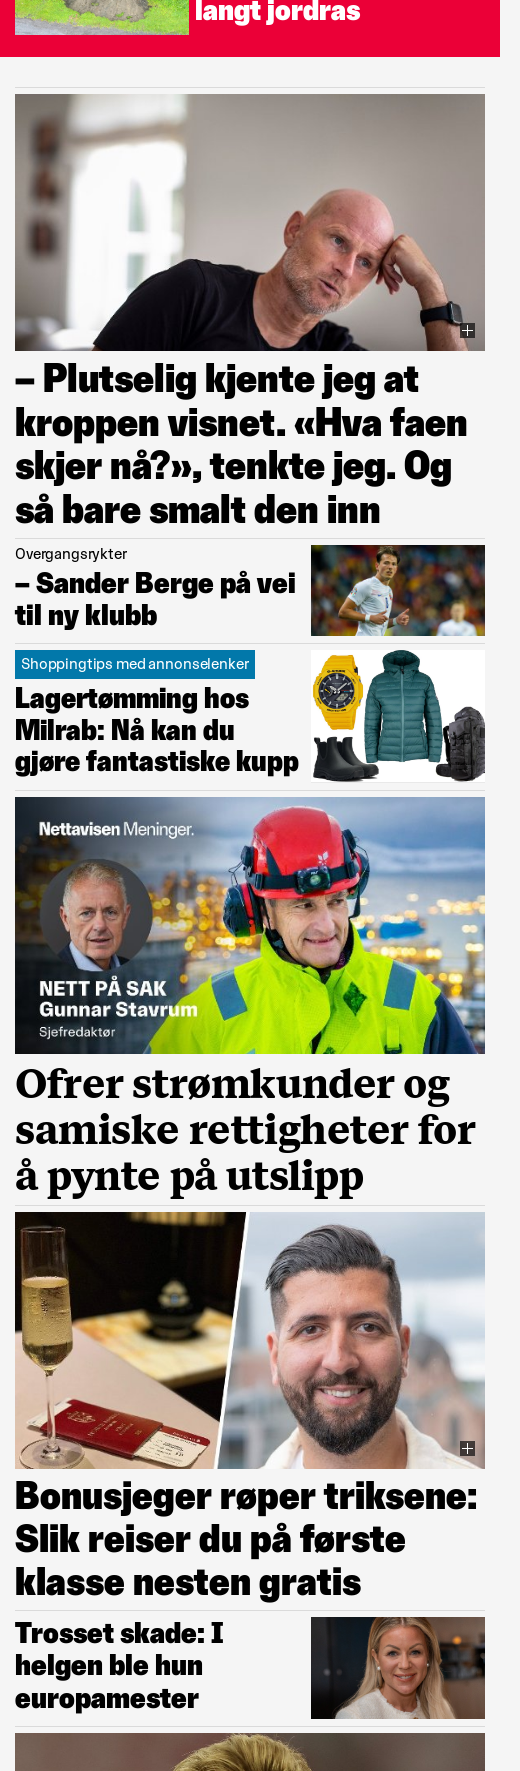 langt jordras
– Plutselig kjente jeg at
kroppen visnet. «Hva faen
skjer nå?», tenkte jeg. Og
så bare smalt den inn
Overgangsrykter
– Sander Berge på vei
til ny klubb
Shoppingtips med annonselenker
Lagertømming hos
Milrab: Nå kan du
gjøre fantastiske kupp
Nettavisen Meninger.
NETT PÅ SAK
Gunnar Stavrum
Sjefredaktør
Ofrer strømkunder og
samiske rettigheter for
å pynte på utslipp
Bonusjeger røper triksene:
Slik reiser du på første
klasse nesten gratis
Trosset skade: I
helgen ble hun
europamester